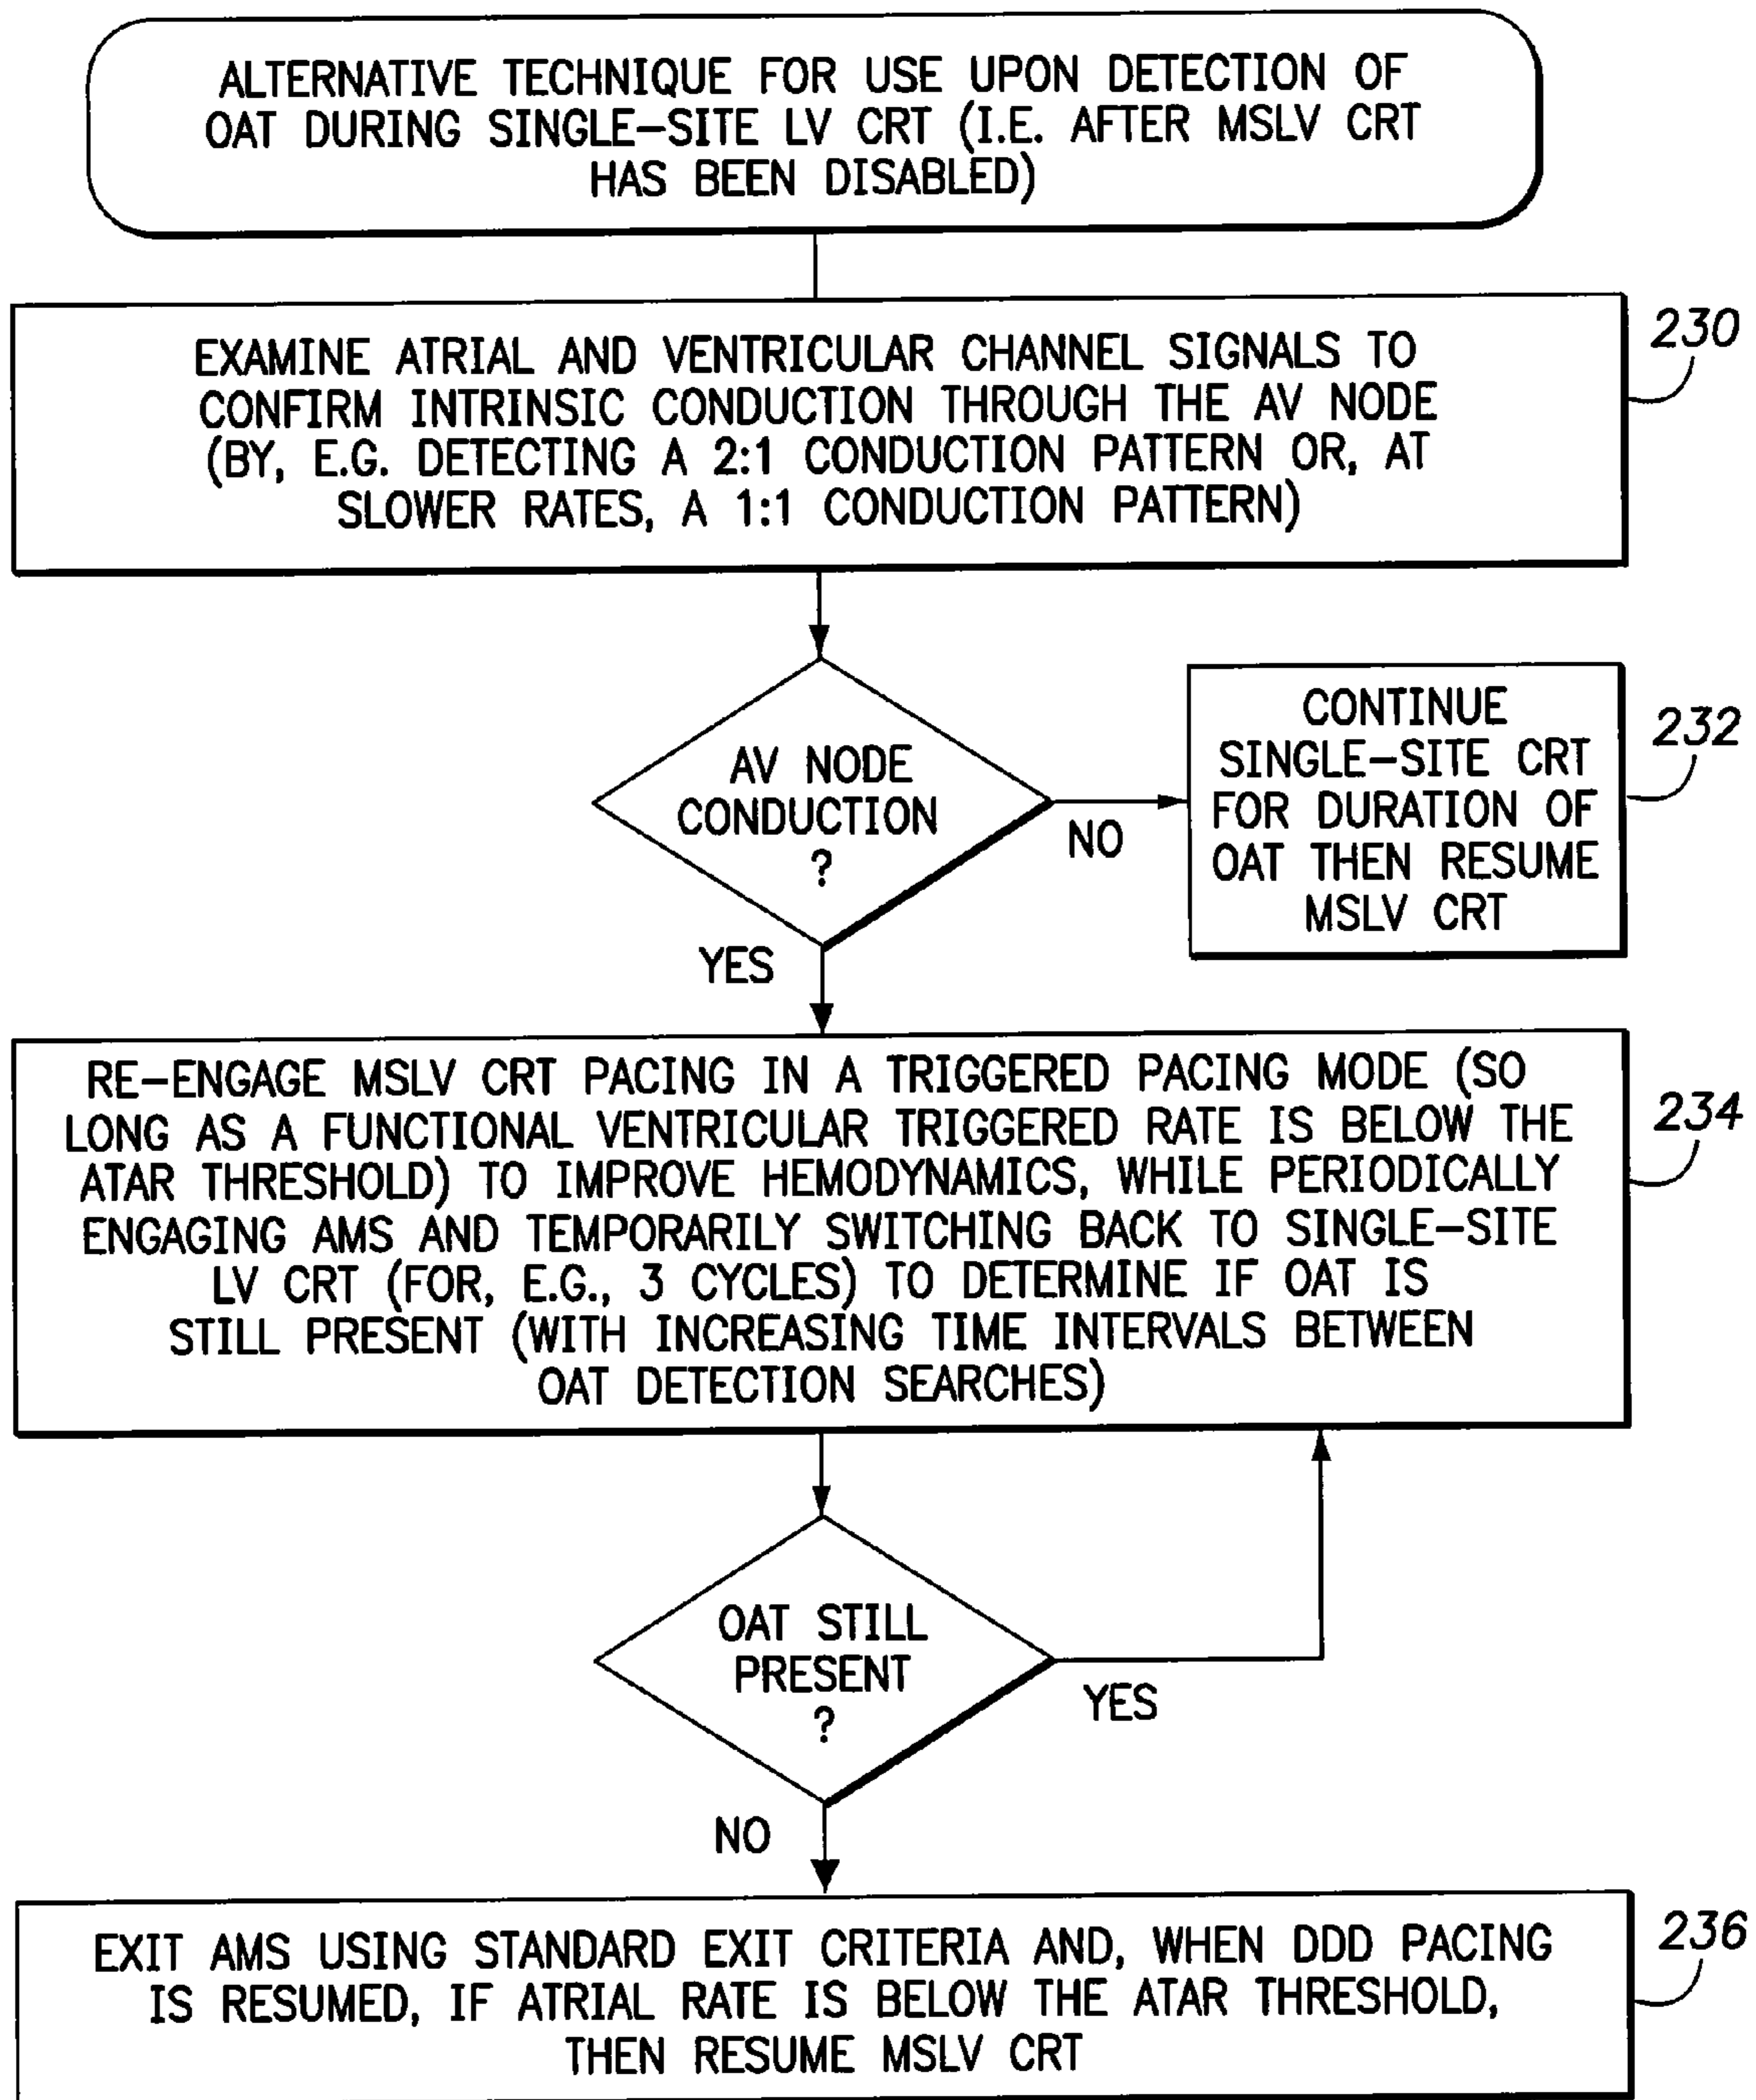 ALTERNATIVE TECHNIQUE FOR USE UPON DETECTION OF
OAT DURING SINGLE-SITE LV CRT (I.E. AFTER MSLV CRT
HAS BEEN DISABLED)
EXAMINE ATRIAL AND VENTRICULAR CHANNEL SIGNALS TO
CONFIRM INTRINSIC CONDUCTION THROUGH THE AV NODE
(BY, E.G. DETECTING A 2:1 CONDUCTION PATTERN OR, AT
SLOWER RATES, A 1:1 CONDUCTION PATTERN)
230
AV NODE
CONDUCTION
?
NO
CONTINUE
SINGLE-SITE CRT
FOR DURATION OF
OAT THEN RESUME
MSLV CRT
232
YES
RE-ENGAGE MSLV CRT PACING IN A TRIGGERED PACING MODE (SO
LONG AS A FUNCTIONAL VENTRICULAR TRIGGERED RATE IS BELOW THE
ATAR THRESHOLD) TO IMPROVE HEMODYNAMICS, WHILE PERIODICALLY
ENGAGING AMS AND TEMPORARILY SWITCHING BACK TO SINGLE-SITE
LV CRT (FOR, E.G., 3 CYCLES) TO DETERMINE IF OAT IS
STILL PRESENT (WITH INCREASING TIME INTERVALS BETWEEN
OAT DETECTION SEARCHES)
234
OAT STILL
PRESENT
?
YES
NO
EXIT AMS USING STANDARD EXIT CRITERIA AND, WHEN DDD PACING
IS RESUMED, IF ATRIAL RATE IS BELOW THE ATAR THRESHOLD,
THEN RESUME MSLV CRT
236